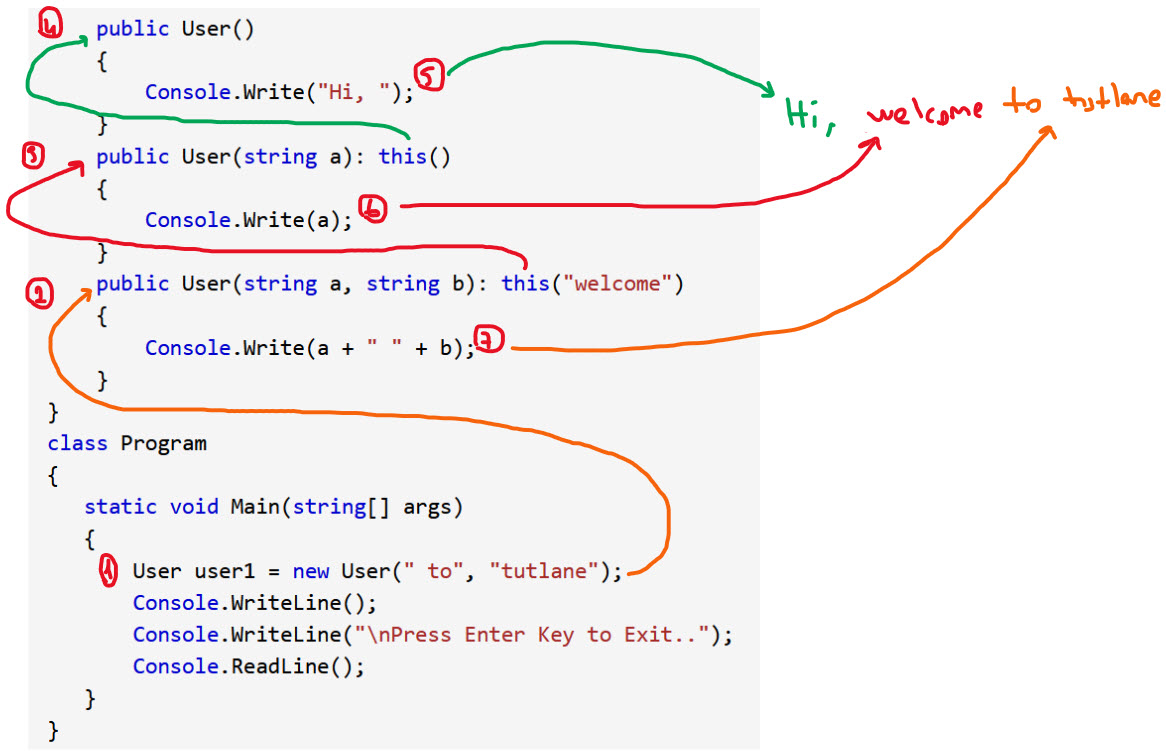 4 public User()
{
Console.Write("Hi, "); 5
Hi, welcome to tutlane
}
3 public User(string a): this()
{
Console.Write(a); 6
}
2 public User(string a, string b): this("welcome")
{
Console.Write(a + " " + b); 7
}
}
class Program
{
static void Main(string[] args)
{
1 User user1 = new User(" to", "tutlane");
Console.WriteLine();
Console.WriteLine("\nPress Enter Key to Exit..");
Console.ReadLine();
}
}